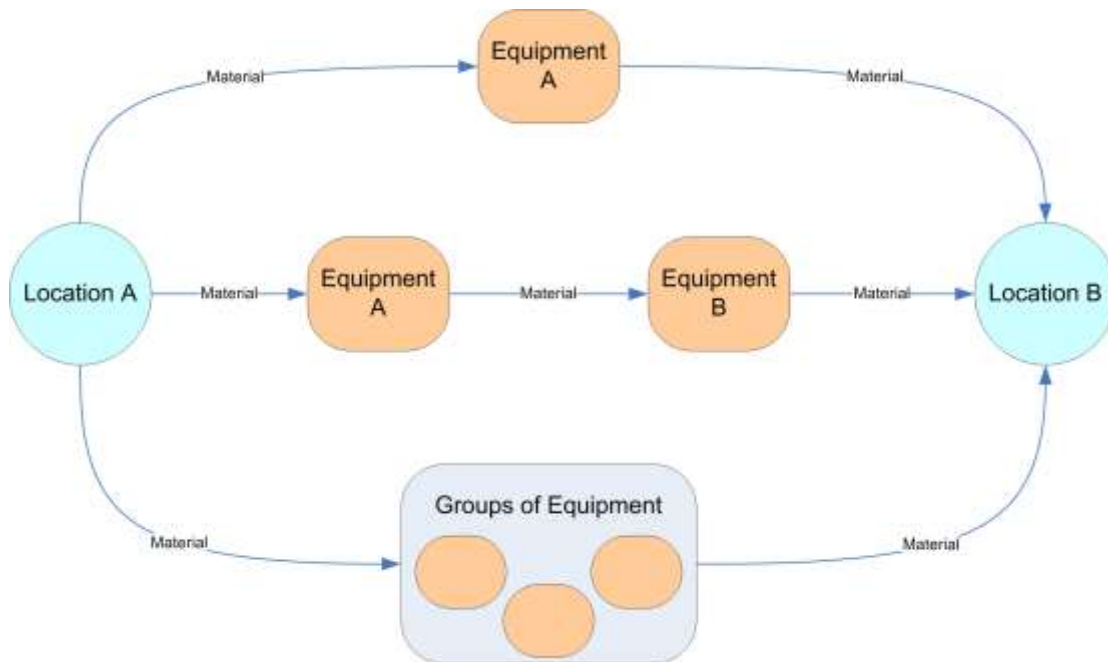 Equipment
A
Material
Material
Location A
Material
Equipment
A
Material
Equipment
B
Material
Location B
Groups of Equipment
Material
Material